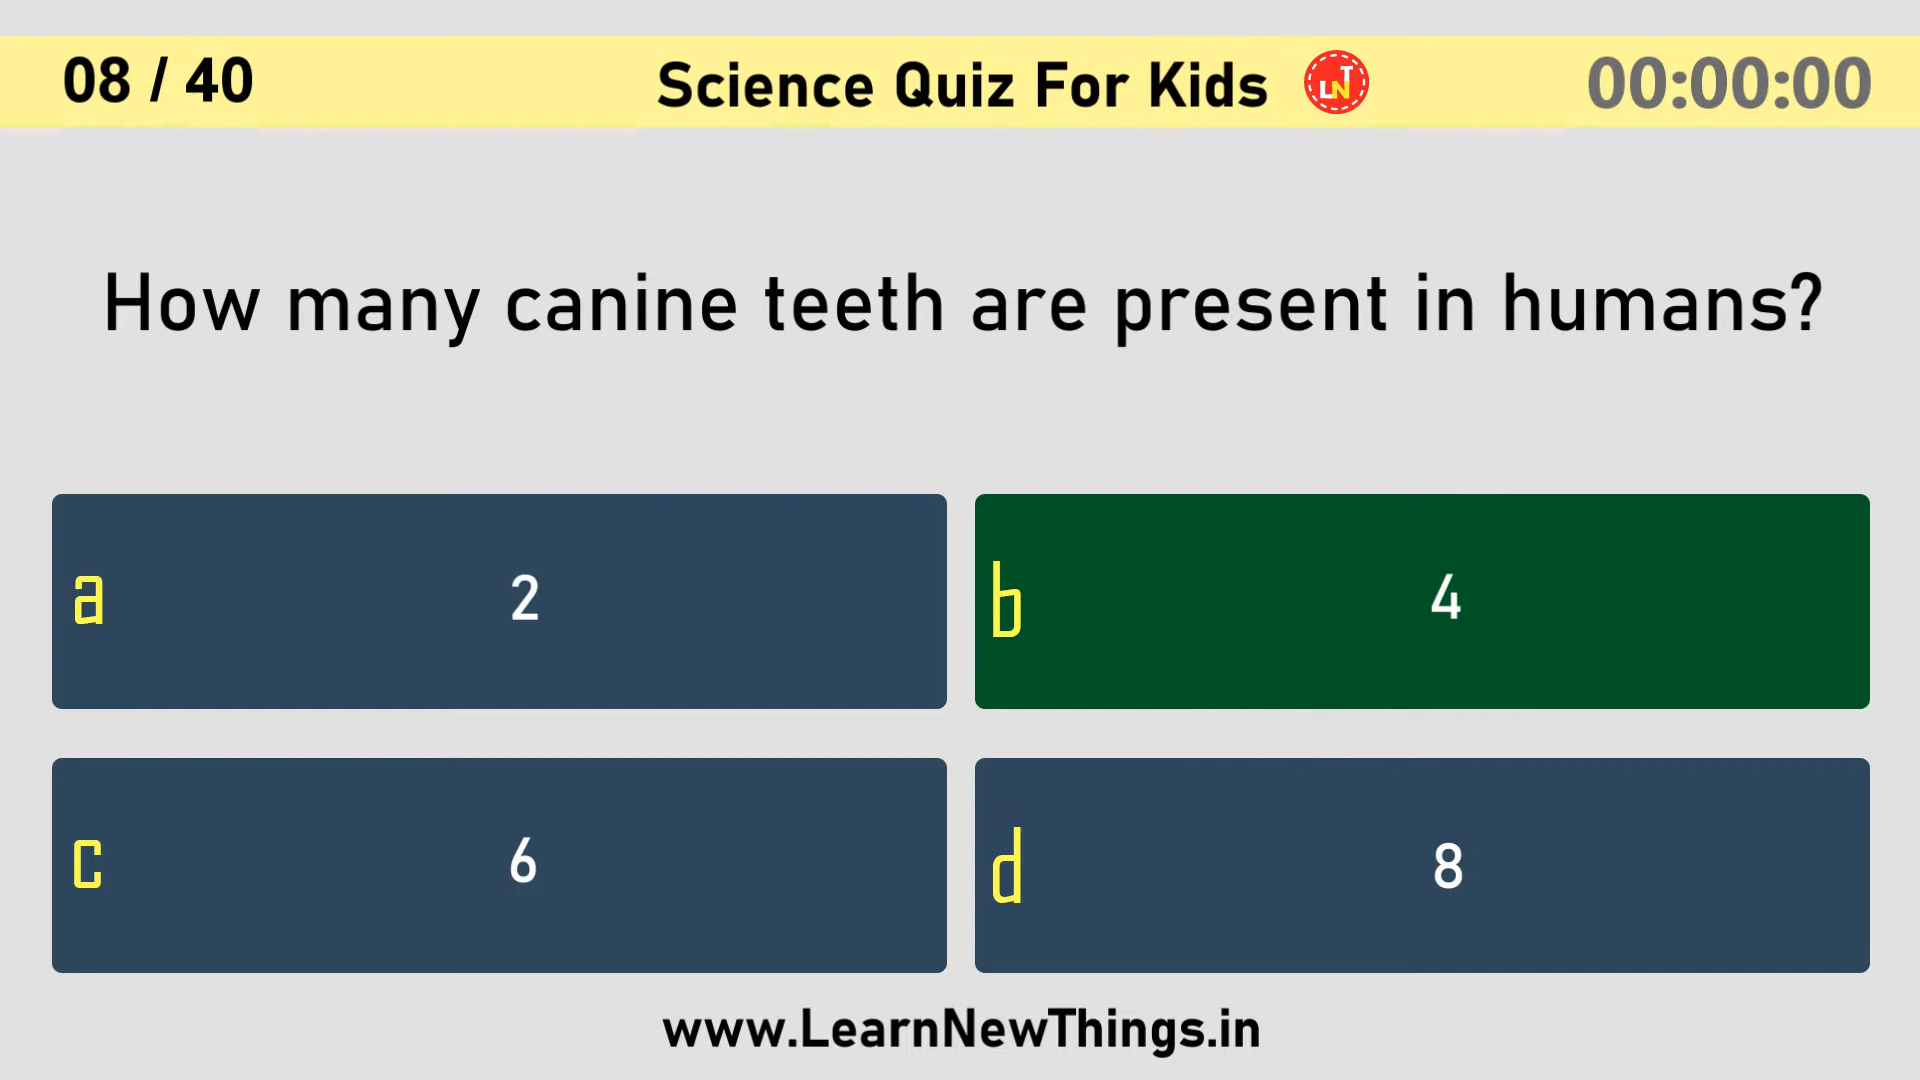 08 / 40
Science Quiz For Kids
LNT
00:00:00
How many canine teeth are present in humans?
a
2
b
4
c
6
d
8
www.LearnNewThings.in